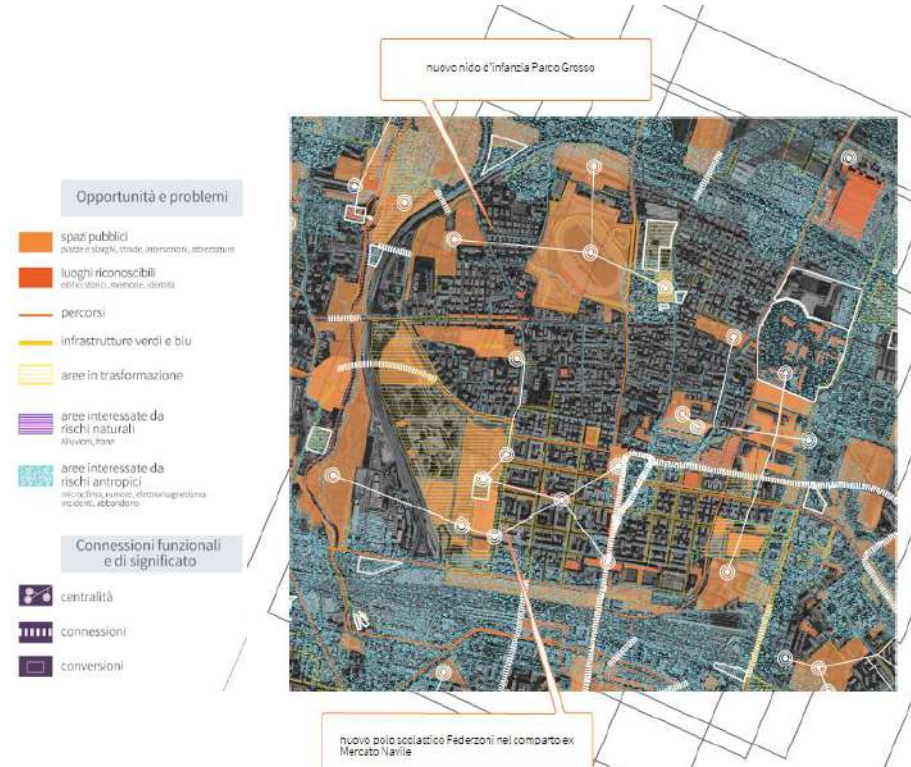 nuovo nido d'infanzia Parco Grosso
Opportunità e problemi
spazi pubblici
piazze e slarghi, strade, intersezioni, attrezzature
luoghi riconoscibili
edifici storici, memorie, identità
percorsi
infrastrutture verdi e blu
aree in trasformazione
aree interessate da
rischi naturali
Alluvioni, frane
aree interessate da
rischi antropici
microclima, rumore, elettromagnetismo,
incidenti, abbandono
Connessioni funzionali
e di significato
centralità
connessioni
conversioni
nuovo polo scolastico Federzoni nel comparto ex
Mercato Navile